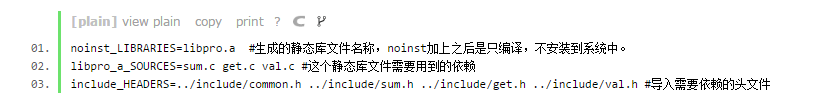 [plain] view plain copy print ?
01. noinst_LIBRARIES=libpro.a #生成的静态库文件名称，noinst加上之后是只编译，不安装到系统中。
02. libpro_a_SOURCES=sum.c get.c val.c #这个静态库文件需要用到的依赖
03. include_HEADERS=../include/common.h ../include/sum.h ../include/get.h ../include/val.h #导入需要依赖的头文件